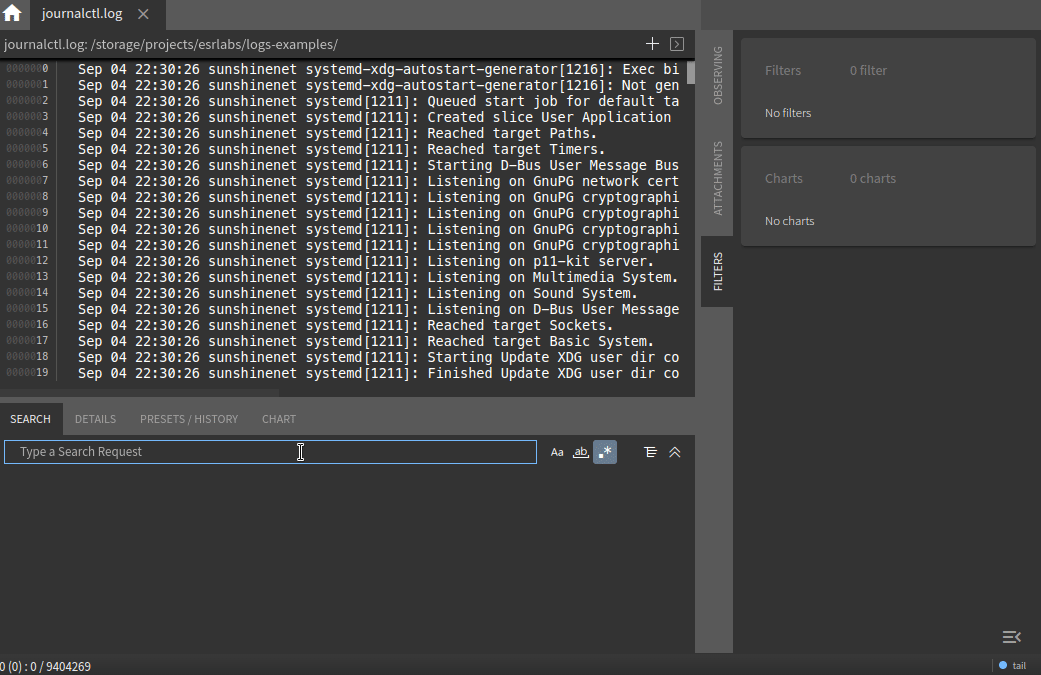 journalctl.log
journalctl.log: /storage/projects/esrlabs/logs-examples/
0000000 Sep 04 22:30:26 sunshinenet systemd-xdg-autostart-generator[1216]: Exec bi
0000001 Sep 04 22:30:26 sunshinenet systemd-xdg-autostart-generator[1216]: Not gen
0000002 Sep 04 22:30:26 sunshinenet systemd[1211]: Queued start job for default ta
0000003 Sep 04 22:30:26 sunshinenet systemd[1211]: Created slice User Application
0000004 Sep 04 22:30:26 sunshinenet systemd[1211]: Reached target Paths.
0000005 Sep 04 22:30:26 sunshinenet systemd[1211]: Reached target Timers.
0000006 Sep 04 22:30:26 sunshinenet systemd[1211]: Starting D-Bus User Message Bus
0000007 Sep 04 22:30:26 sunshinenet systemd[1211]: Listening on GnuPG network cert
0000008 Sep 04 22:30:26 sunshinenet systemd[1211]: Listening on GnuPG cryptographi
0000009 Sep 04 22:30:26 sunshinenet systemd[1211]: Listening on GnuPG cryptographi
0000010 Sep 04 22:30:26 sunshinenet systemd[1211]: Listening on GnuPG cryptographi
0000011 Sep 04 22:30:26 sunshinenet systemd[1211]: Listening on GnuPG cryptographi
0000012 Sep 04 22:30:26 sunshinenet systemd[1211]: Listening on p11-kit server.
0000013 Sep 04 22:30:26 sunshinenet systemd[1211]: Listening on Multimedia System.
0000014 Sep 04 22:30:26 sunshinenet systemd[1211]: Listening on Sound System.
0000015 Sep 04 22:30:26 sunshinenet systemd[1211]: Listening on D-Bus User Message
0000016 Sep 04 22:30:26 sunshinenet systemd[1211]: Reached target Sockets.
0000017 Sep 04 22:30:26 sunshinenet systemd[1211]: Reached target Basic System.
0000018 Sep 04 22:30:26 sunshinenet systemd[1211]: Starting Update XDG user dir co
0000019 Sep 04 22:30:26 sunshinenet systemd[1211]: Finished Update XDG user dir co
SEARCH DETAILS PRESETS / HISTORY CHART
Type a Search Request Aa ab .*
0 (0) : 0 / 9404269
OBSERVING
ATTACHMENTS
FILTERS
Filters 0 filter
No filters
Charts 0 charts
No charts
tail